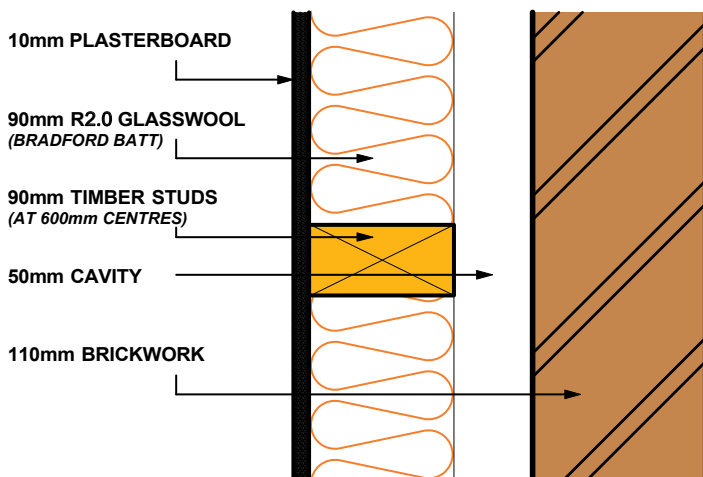 10mm PLASTERBOARD
90mm R2.0 GLASSWOOL
(BRADFORD BATT)
90mm TIMBER STUDS
(AT 600mm CENTRES)
50mm CAVITY
110mm BRICKWORK